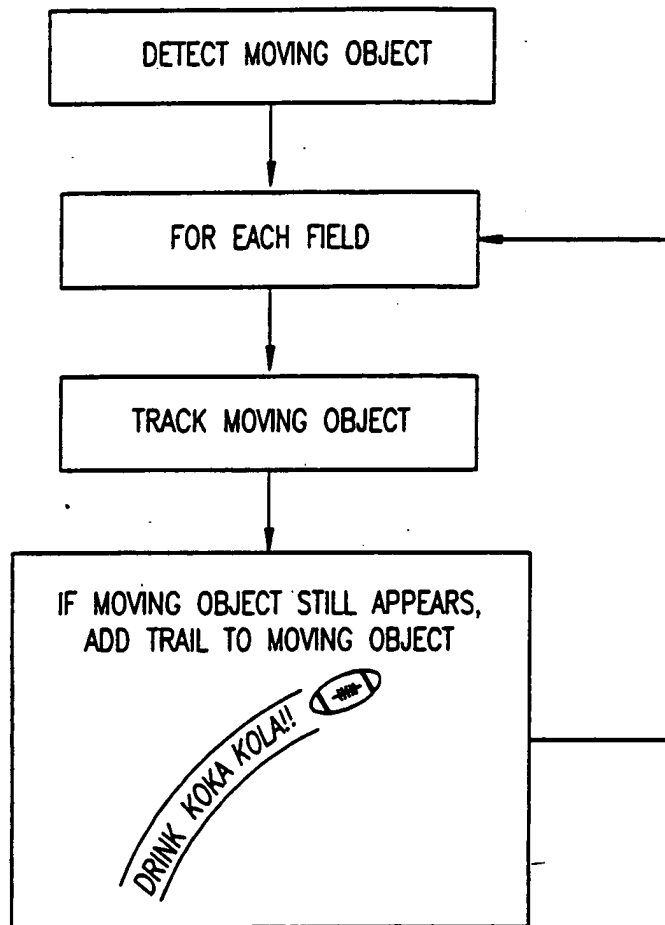 DETECT MOVING OBJECT
FOR EACH FIELD
TRACK MOVING OBJECT
IF MOVING OBJECT STILL APPEARS,
ADD TRAIL TO MOVING OBJECT
DRINK KOKA KOLA!!